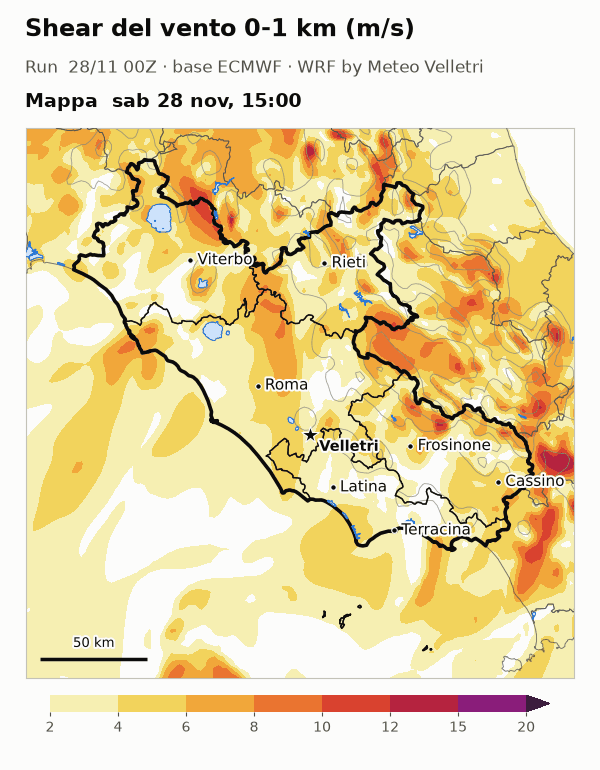 Shear del vento 0-1 km (m/s)
Run  28/11 00Z · base ECMWF · WRF by Meteo Velletri
Mappa  sab 28 nov, 15:00
Viterbo
Rieti
Roma
Velletri
Frosinone
Latina
Cassino
Terracina
50 km
2 4 6 8 10 12 15 20